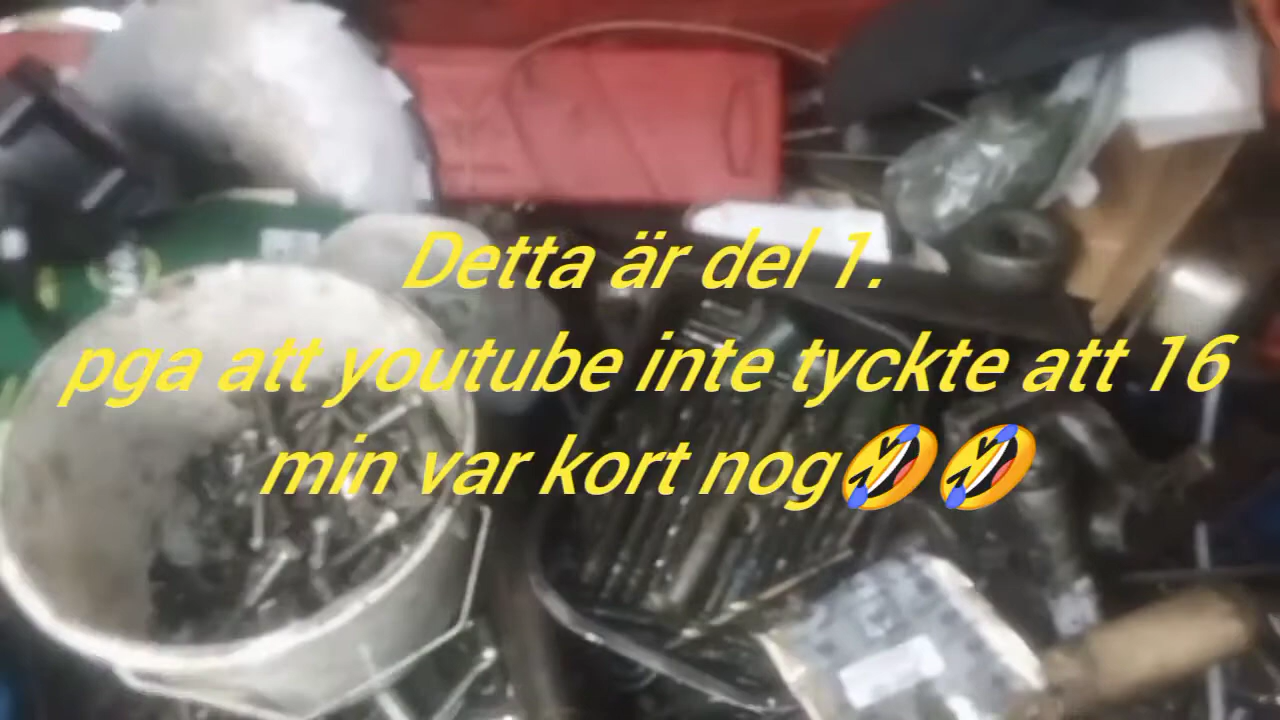 Detta är del 1.
pga att youtube inte tyckte att 16
min var kort nog🤣🤣